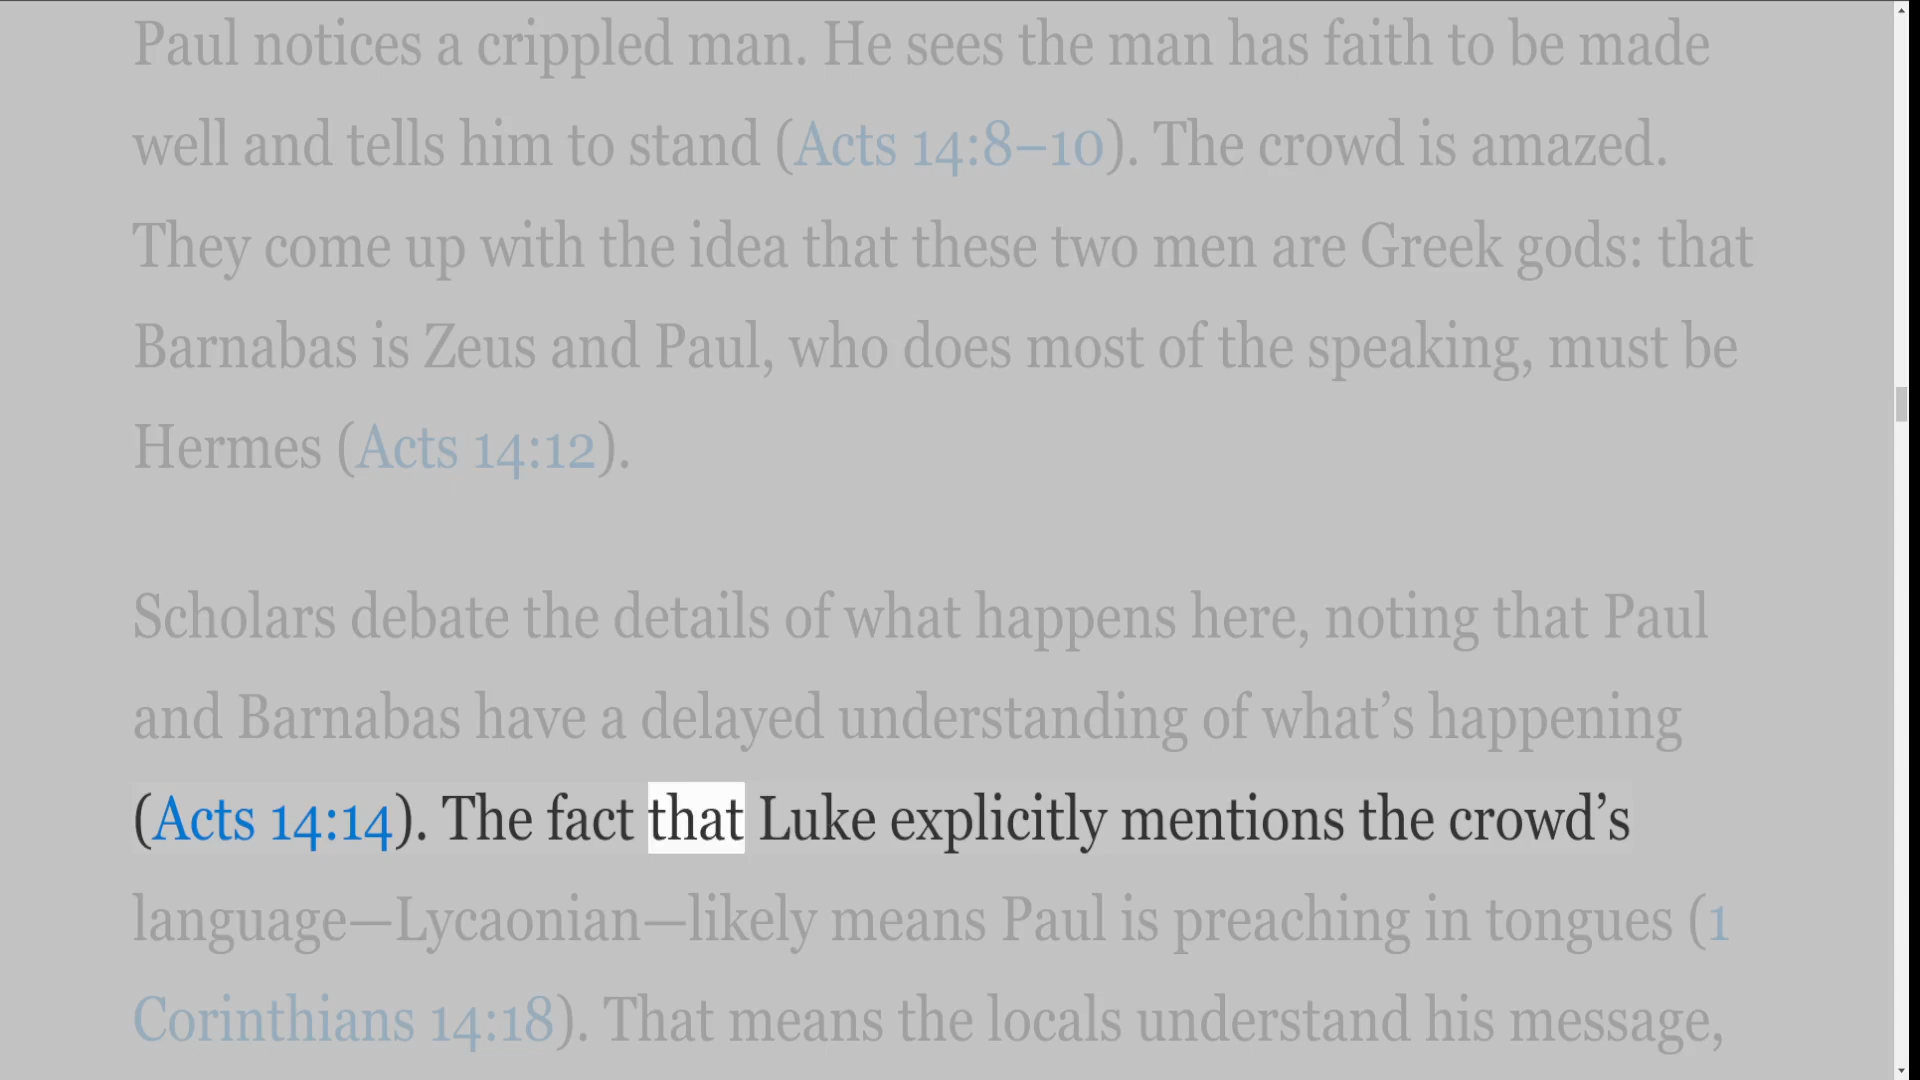 Paul notices a crippled man. He sees the man has faith to be made
well and tells him to stand (Acts 14:8–10). The crowd is amazed.
They come up with the idea that these two men are Greek gods: that
Barnabas is Zeus and Paul, who does most of the speaking, must be
Hermes (Acts 14:12).
Scholars debate the details of what happens here, noting that Paul
and Barnabas have a delayed understanding of what’s happening
(Acts 14:14). The fact that Luke explicitly mentions the crowd’s
language—Lycaonian—likely means Paul is preaching in tongues (1
Corinthians 14:18). That means the locals understand his message,